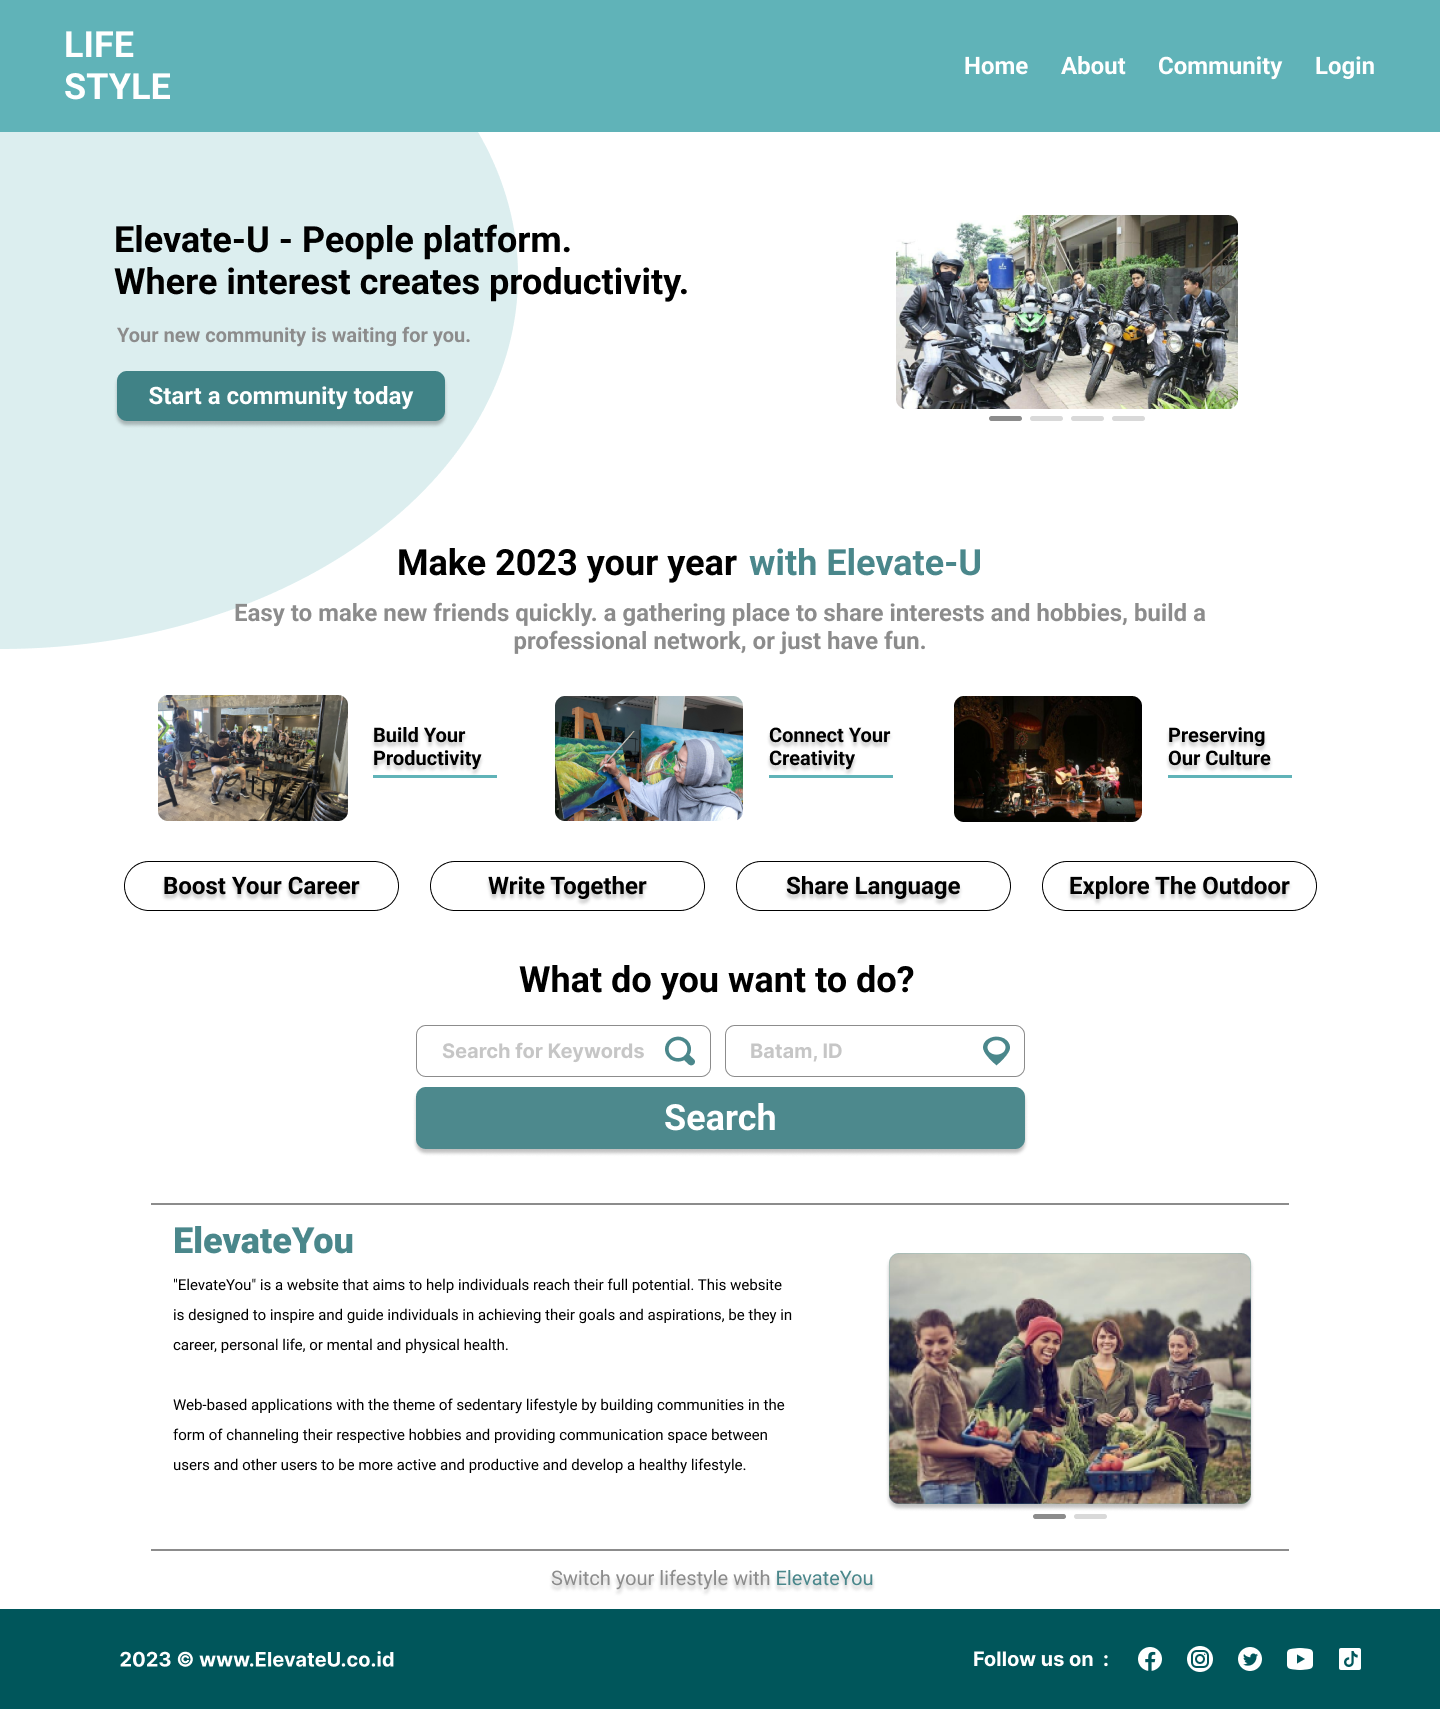 LIFE
STYLE
Home About Community Login
Elevate-U - People platform.
Where interest creates productivity.
Your new community is waiting for you.
Start a community today
Make 2023 your year with Elevate-U
Easy to make new friends quickly. a gathering place to share interests and hobbies, build a
professional network, or just have fun.
Build Your
Productivity
Connect Your
Creativity
Preserving
Our Culture
Boost Your Career
Write Together
Share Language
Explore The Outdoor
What do you want to do?
Search for Keywords
Batam, ID
Search
ElevateYou
"ElevateYou" is a website that aims to help individuals reach their full potential. This website
is designed to inspire and guide individuals in achieving their goals and aspirations, be they in
career, personal life, or mental and physical health.
Web-based applications with the theme of sedentary lifestyle by building communities in the
form of channeling their respective hobbies and providing communication space between
users and other users to be more active and productive and develop a healthy lifestyle.
Switch your lifestyle with ElevateYou
2023 © www.ElevateU.co.id
Follow us on :